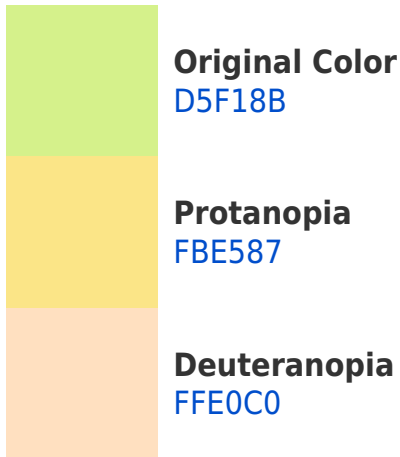 Original Color
D5F18B
Protanopia
FBE587
Deuteranopia
FFE0C0